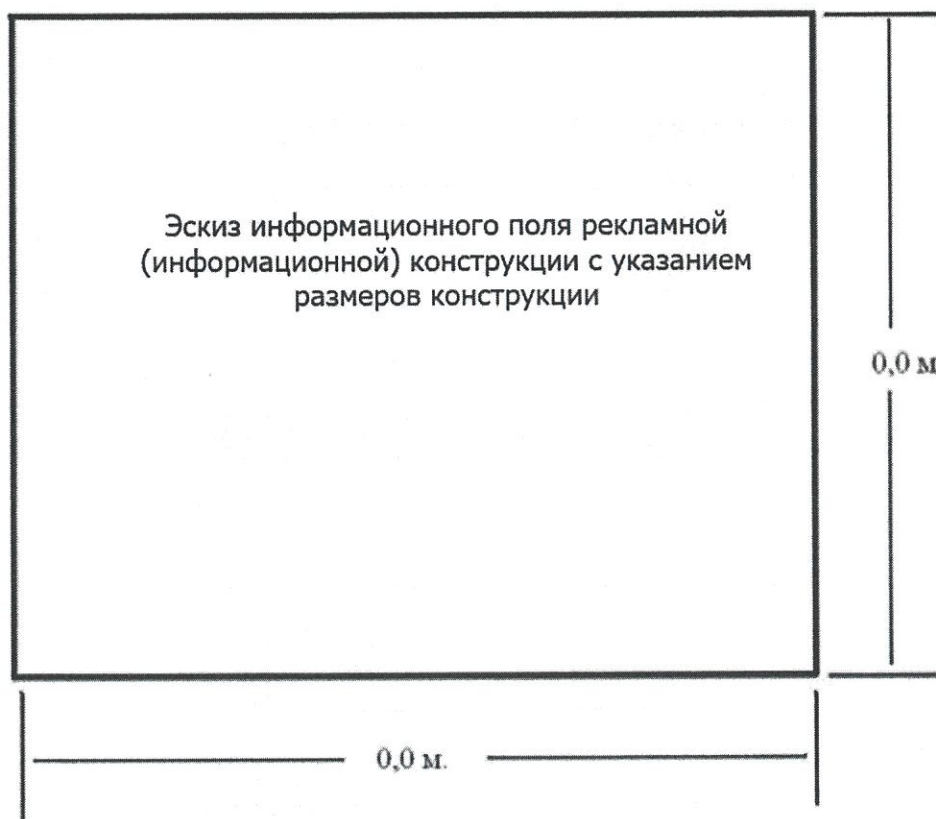 Эскиз информационного поля рекламной
(информационной) конструкции с указанием
размеров конструкции
0,0 м
0,0 м.